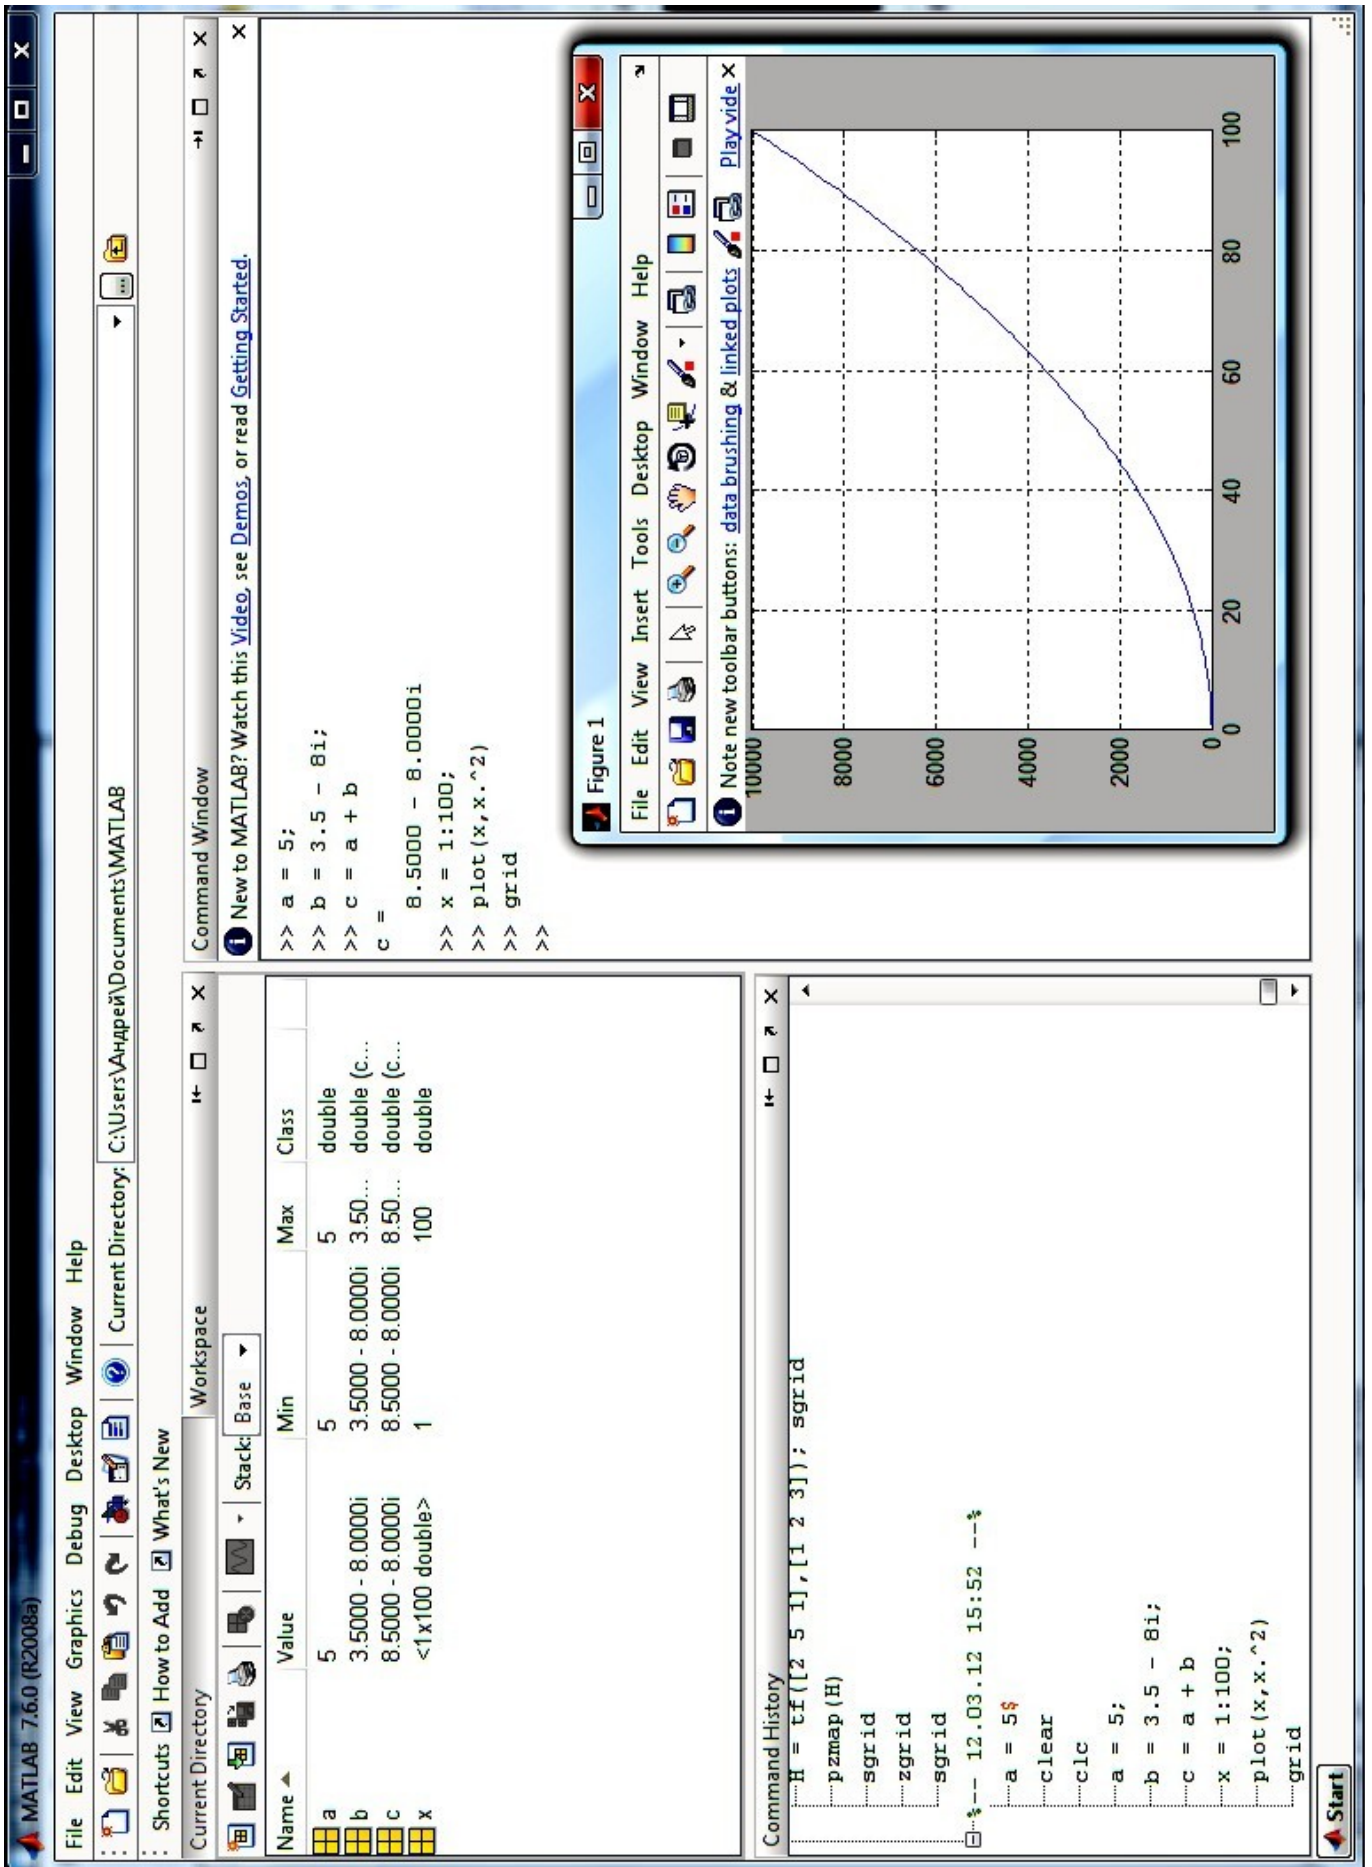 MATLAB 7.6.0 (R2008a)
File Edit View Graphics Debug Desktop Window Help
Current Directory: C:\Users\Андрей\Documents\MATLAB
Shortcuts How to Add What's New
Current Directory Workspace
Stack: Base
Name Value Min Max Class
a 5 5 5 double
b 3.5000 - 8.0000i 3.5000 - 8.0000i 3.50... double (c...
c 8.5000 - 8.0000i 8.5000 - 8.0000i 8.50... double (c...
x <1x100 double> 1 100 double
Command History
H = tf([2 5 1],[1 2 3]); sgrid
pzmap(H)
sgrid
zgrid
sgrid
%-- 12.03.12 15:52 --%
a = 5$
clear
clc
a = 5;
b = 3.5 - 8i;
c = a + b
x = 1:100;
plot(x,x.^2)
grid
Command Window
New to MATLAB? Watch this Video, see Demos, or read Getting Started.
>> a = 5;
>> b = 3.5 - 8i;
>> c = a + b
c =
8.5000 - 8.0000i
>> x = 1:100;
>> plot(x,x.^2)
>> grid
>>
Figure 1
File Edit View Insert Tools Desktop Window Help
Note new toolbar buttons: data brushing & linked plots Play vide
10000
8000
6000
4000
2000
0
0 20 40 60 80 100
Start